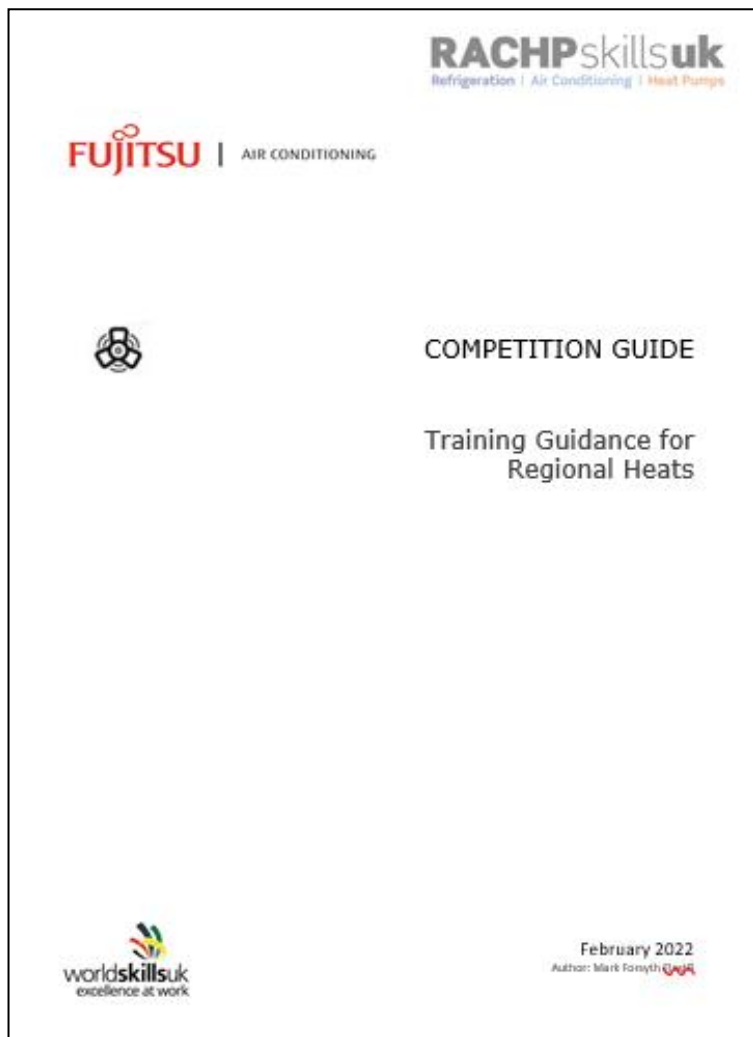 RACHPskillsuk
Refrigeration | Air Conditioning | Heat Pumps
FUJITSU | AIR CONDITIONING
COMPETITION GUIDE
Training Guidance for
Regional Heats
worldskillsuk
excellence at work
February 2022
Author: Mark Forsyth